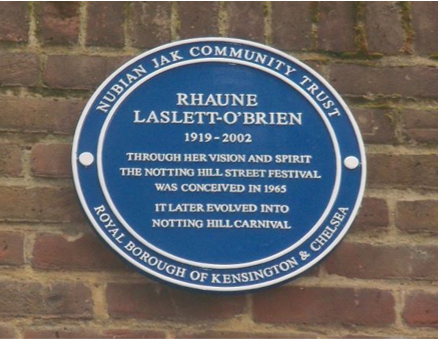 NUBIAN JAK COMMUNITY TRUST
RHAUNE
LASLETT-O'BRIEN
1919-2002
THROUGH HER VISION AND SPIRIT
THE NOTTING HILL STREET FESTIVAL
WAS CONCEIVED IN 1965
IT LATER EVOLVED INTO
NOTTING HILL CARNIVAL
ROYAL BOROUGH OF KENSINGTON & CHELSEA